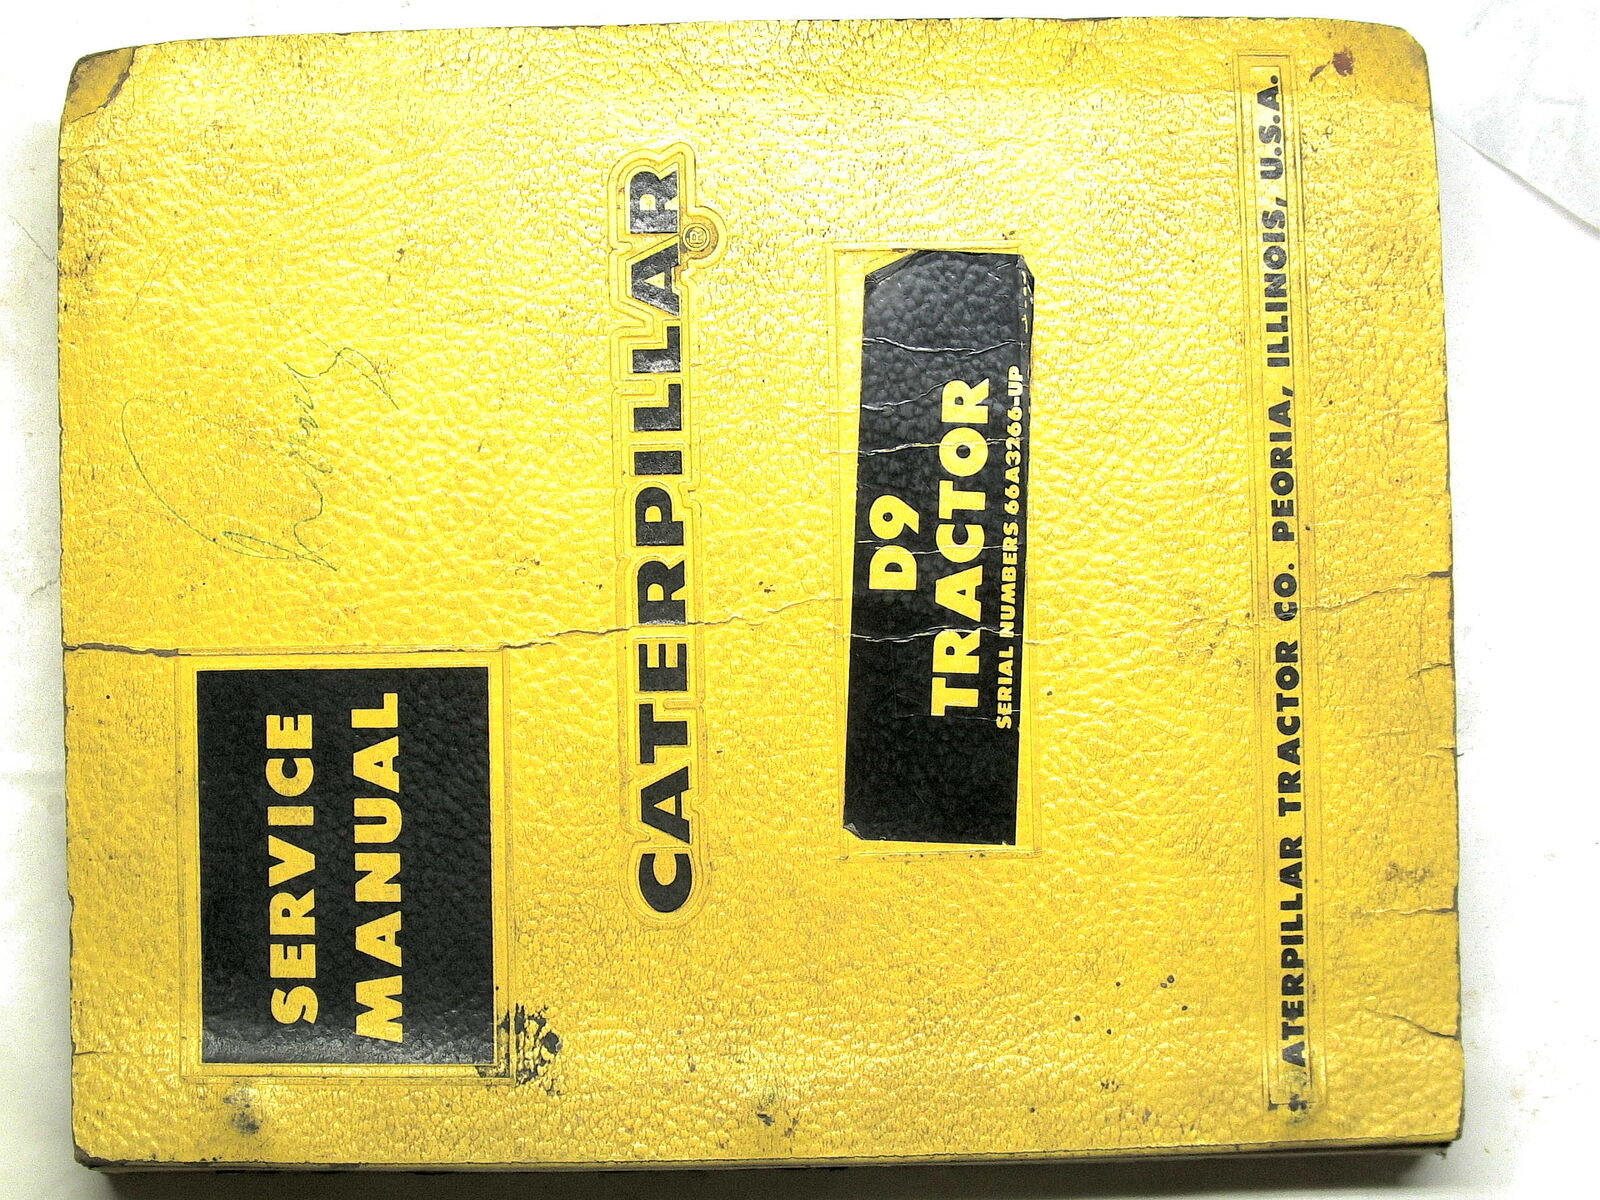 SERVICE
MANUAL
CATERPILLAR
®
D9
TRACTOR
SERIAL NUMBERS 66A3266-UP
ATERPILLAR TRACTOR CO. PEORIA, ILLINOIS, U.S.A.